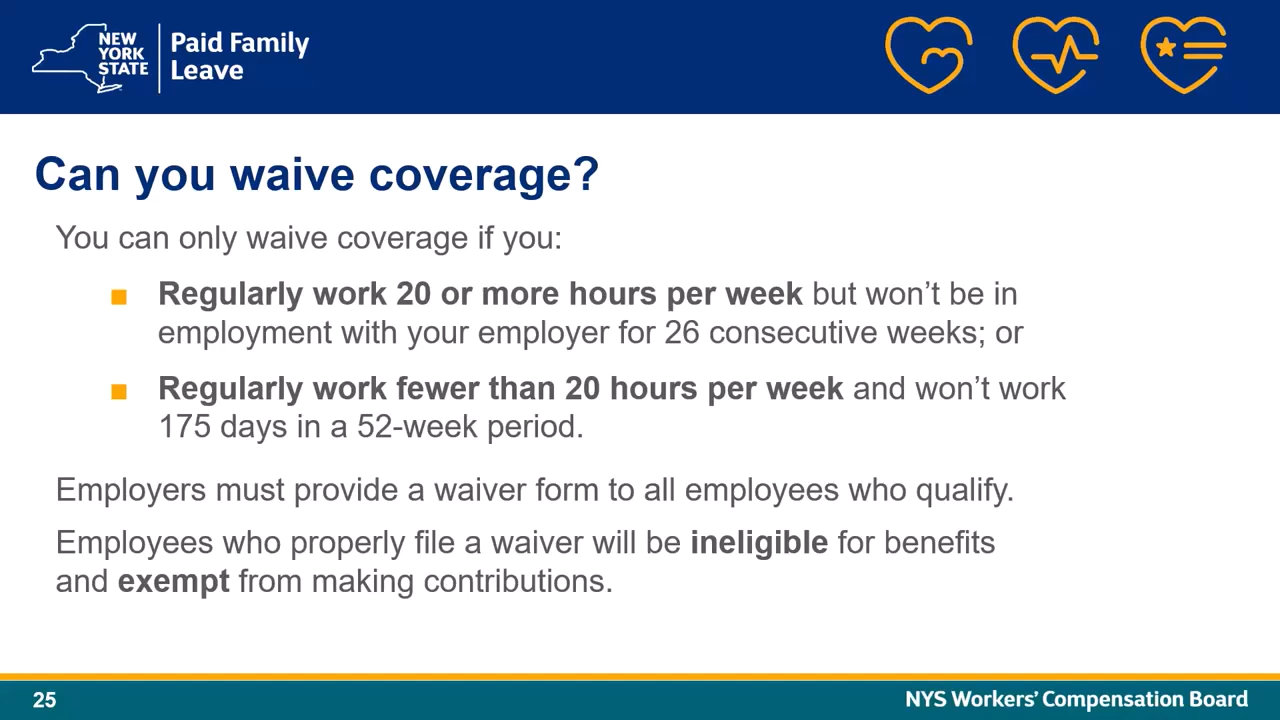 NEW
YORK
STATE
Paid Family
Leave
Can you waive coverage?
You can only waive coverage if you:
■ Regularly work 20 or more hours per week but won’t be in
employment with your employer for 26 consecutive weeks; or
■ Regularly work fewer than 20 hours per week and won’t work
175 days in a 52-week period.
Employers must provide a waiver form to all employees who qualify.
Employees who properly file a waiver will be ineligible for benefits
and exempt from making contributions.
25
NYS Workers’ Compensation Board